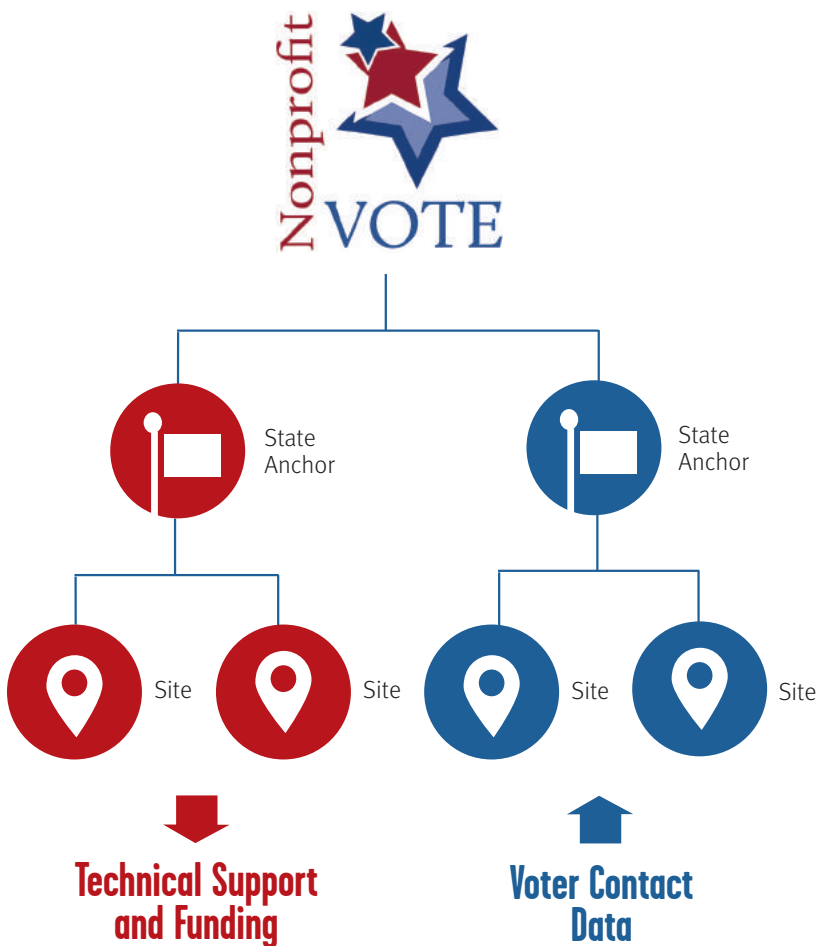 Nonprofit
VOTE
State
Anchor
State
Anchor
Site
Site
Site
Site
Technical Support
and Funding
Voter Contact
Data